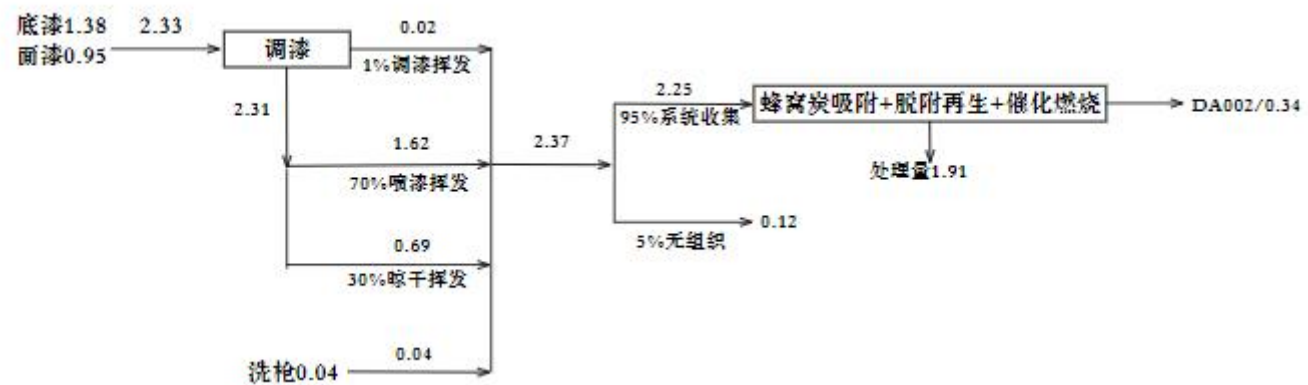 底漆1.38
面漆0.95
2.33
调漆
0.02
1%调漆挥发
2.31
1.62
70%喷漆挥发
0.69
30%晾干挥发
洗枪0.04
0.04
2.37
2.25
95%系统收集
蜂窝炭吸附+脱附再生+催化燃烧
DA002/0.34
处理量1.91
0.12
5%无组织